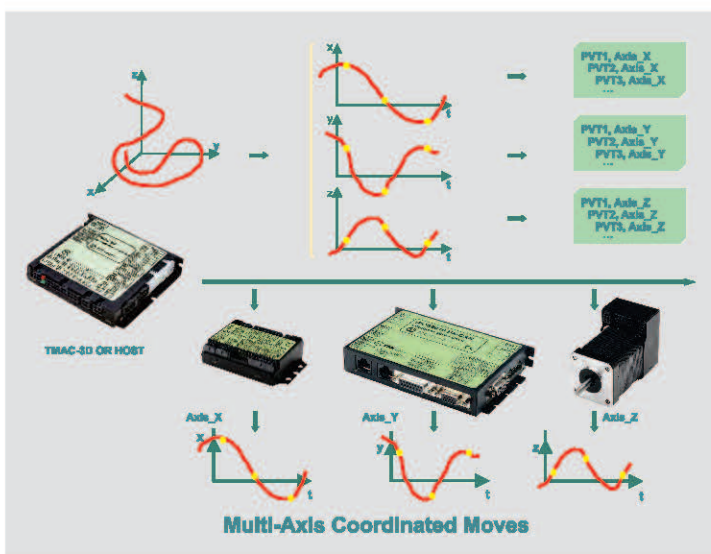 x
t
PVT1, Axis_X
PVT2, Axis_X
PVT3, Axis_X
...
z
y
x
y
t
PVT1, Axis_Y
PVT2, Axis_Y
PVT3, Axis_Y
...
z
t
PVT1, Axis_Z
PVT2, Axis_Z
PVT3, Axis_Z
...
TMAC-3D OR HOST
Axis_X
Axis_Y
Axis_Z
x
t
y
t
z
t
Multi-Axis Coordinated Moves